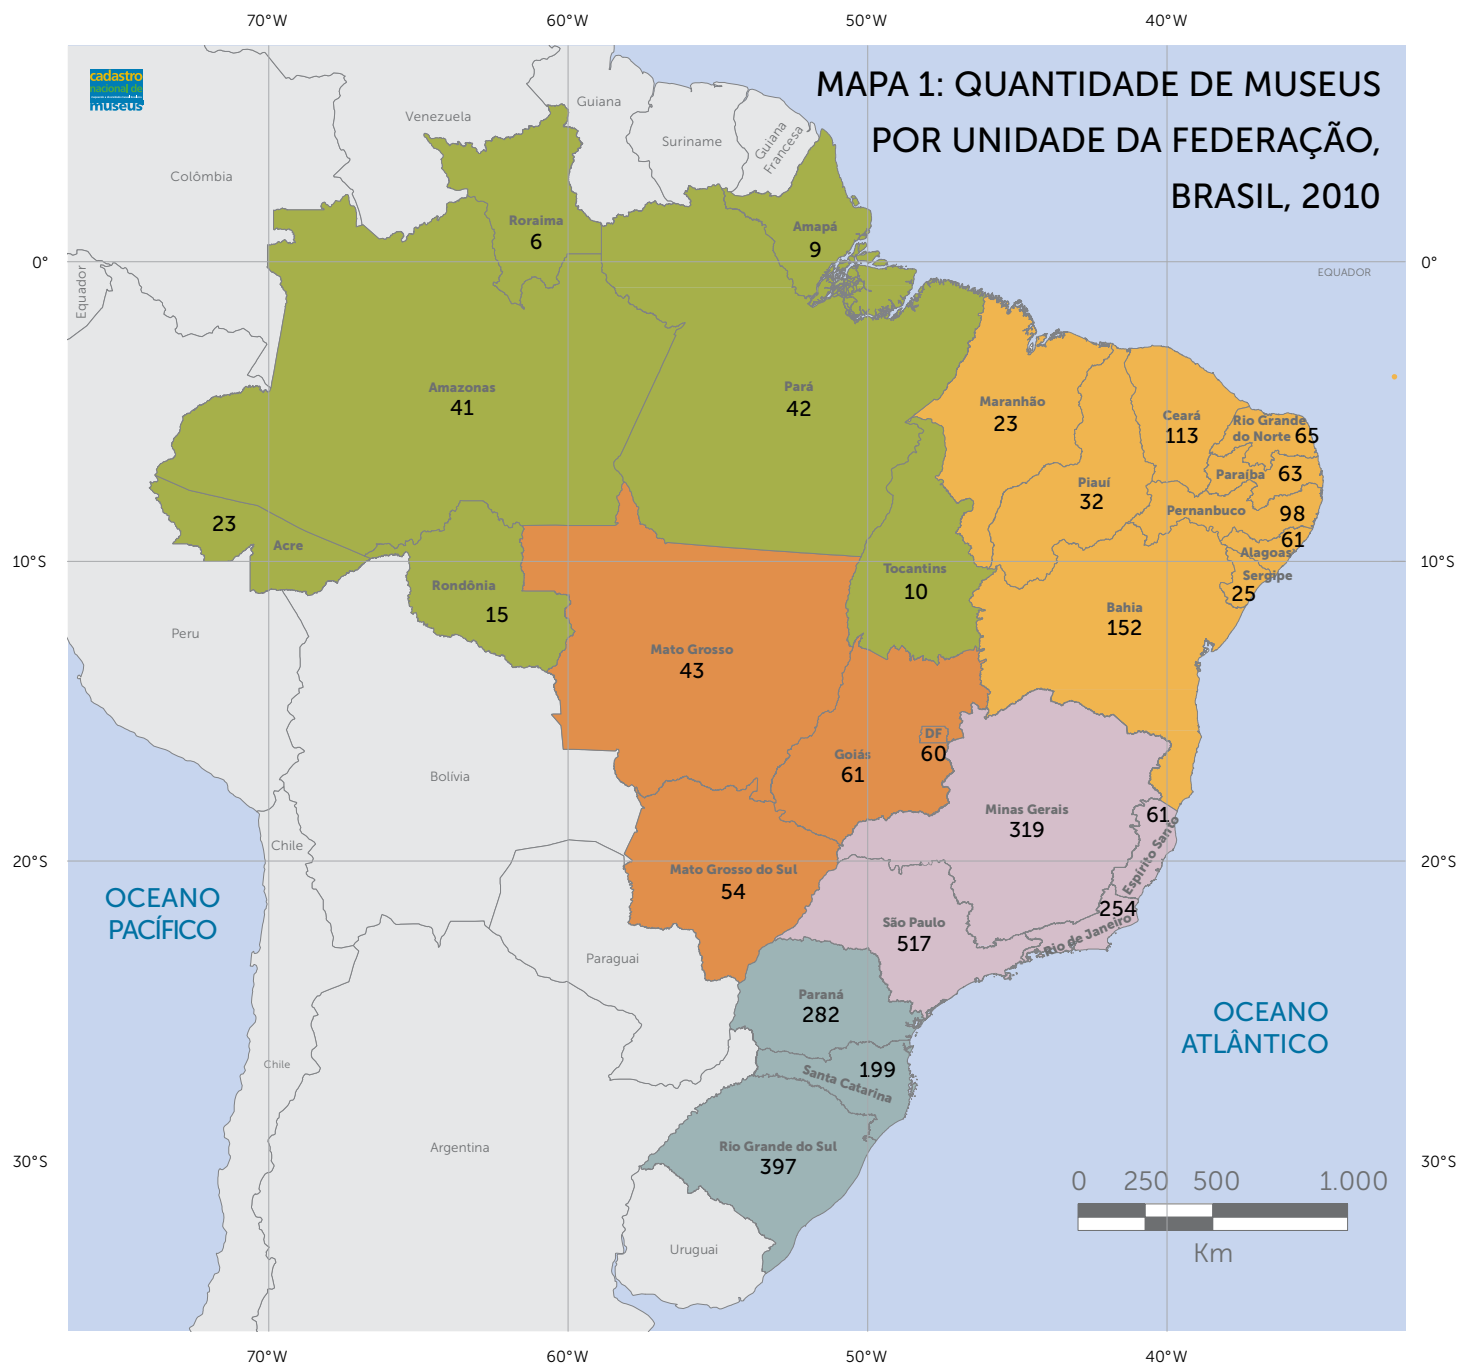 70°W 60°W 50°W 40°W
cadastro
nacional de
museus
MAPA 1: QUANTIDADE DE MUSEUS
POR UNIDADE DA FEDERAÇÃO,
BRASIL, 2010
Guiana
Venezuela
Suriname
Guiana
Francesa
Colômbia
Roraima
6
Amapá
9
0°
0°
EQUADOR
Equador
Amazonas
41
Pará
42
Maranhão
23
Ceará
113
Rio Grande
do Norte 65
Paraíba 63
Piauí
32
Pernambuco
98
61
Alagoas
23
Acre
10°S
10°S
Rondônia
15
Tocantins
10
Sergipe
25
Bahia
152
Peru
Mato Grosso
43
DF
60
Goiás
61
Bolívia
Minas Gerais
319
61
Espírito Santo
Chile
20°S
20°S
Mato Grosso do Sul
54
OCEANO
PACÍFICO
254
Rio de Janeiro
São Paulo
517
Paraguai
Paraná
282
OCEANO
ATLÂNTICO
Chile
199
Santa Catarina
Argentina
Rio Grande do Sul
397
30°S
30°S
0 250 500 1.000
Km
Uruguai
70°W 60°W 50°W 40°W